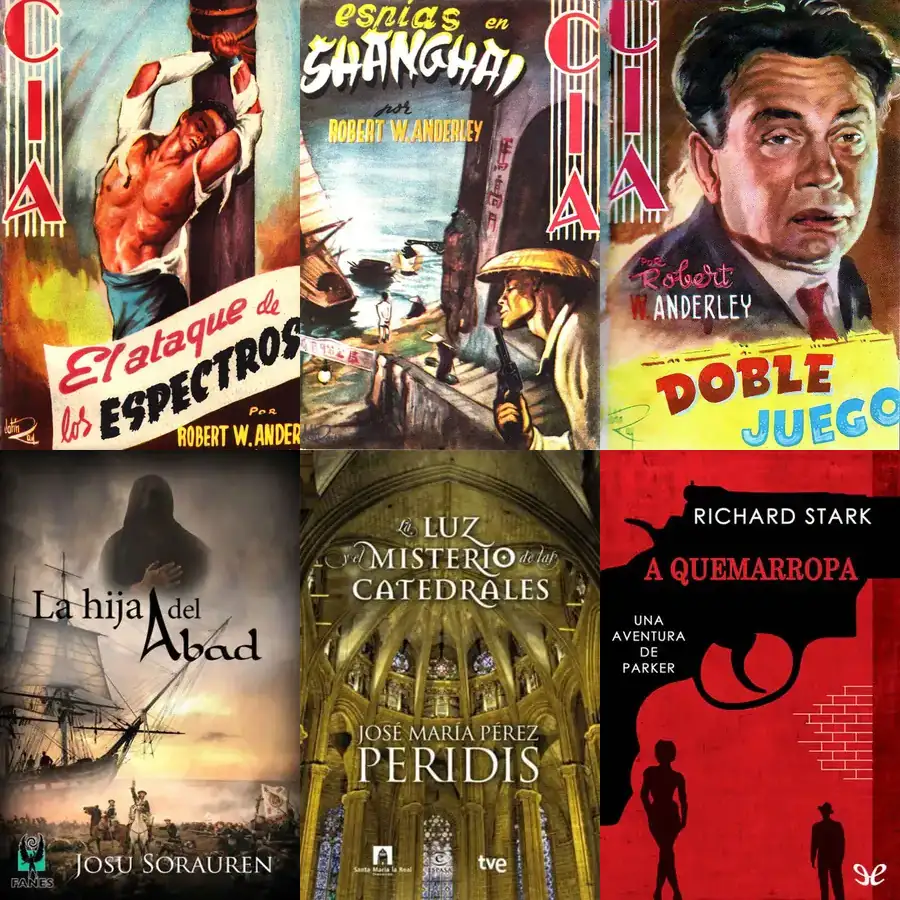 CIA
El ataque de
los ESPECTROS
POR
ROBERT W. ANDER
espías en
SHANGHAI
por
ROBERT W. ANDERLEY
CIA
CIA
por
Robert
W. ANDERLEY
DOBLE
JUEGO
La hija del
Abad
FANES
JOSU SORAUREN
La LUZ
y el MISTERIO de las
CATEDRALES
JOSÉ MARÍA PÉREZ
PERIDIS
Santa María la Real
ESPASA
tve
RICHARD STARK
A QUEMARROPA
UNA
AVENTURA
DE
PARKER